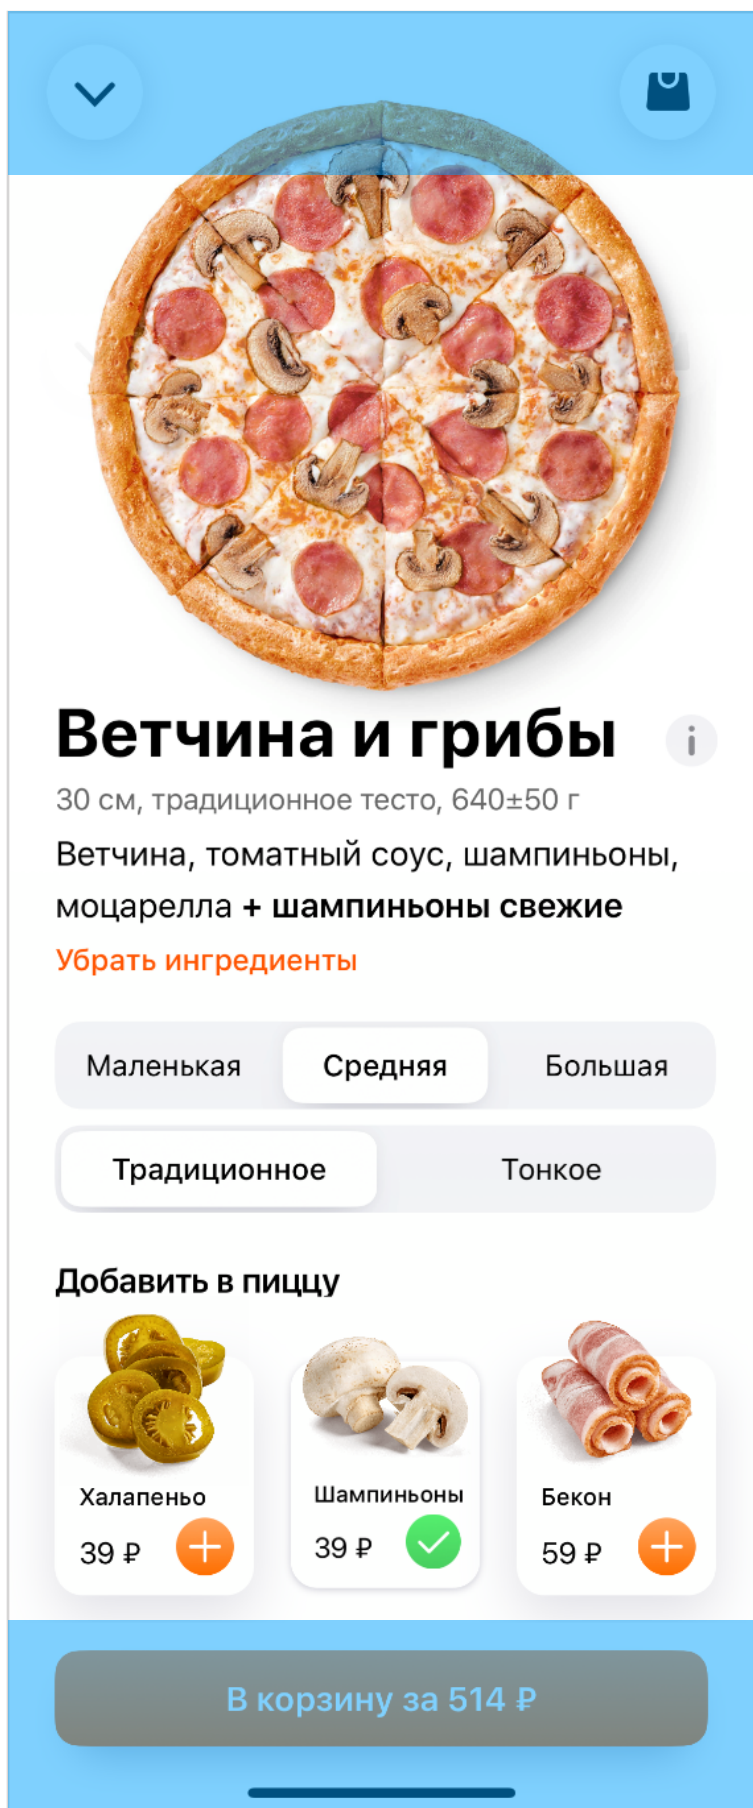 Ветчина и грибы
30 см, традиционное тесто, 640±50 г
Ветчина, томатный соус, шампиньоны,
моцарелла + шампиньоны свежие
Убрать ингредиенты
Маленькая Средняя Большая
Традиционное Тонкое
Добавить в пиццу
Халапеньо Шампиньоны Бекон
39 ₽ 39 ₽ 59 ₽
В корзину за 514 ₽